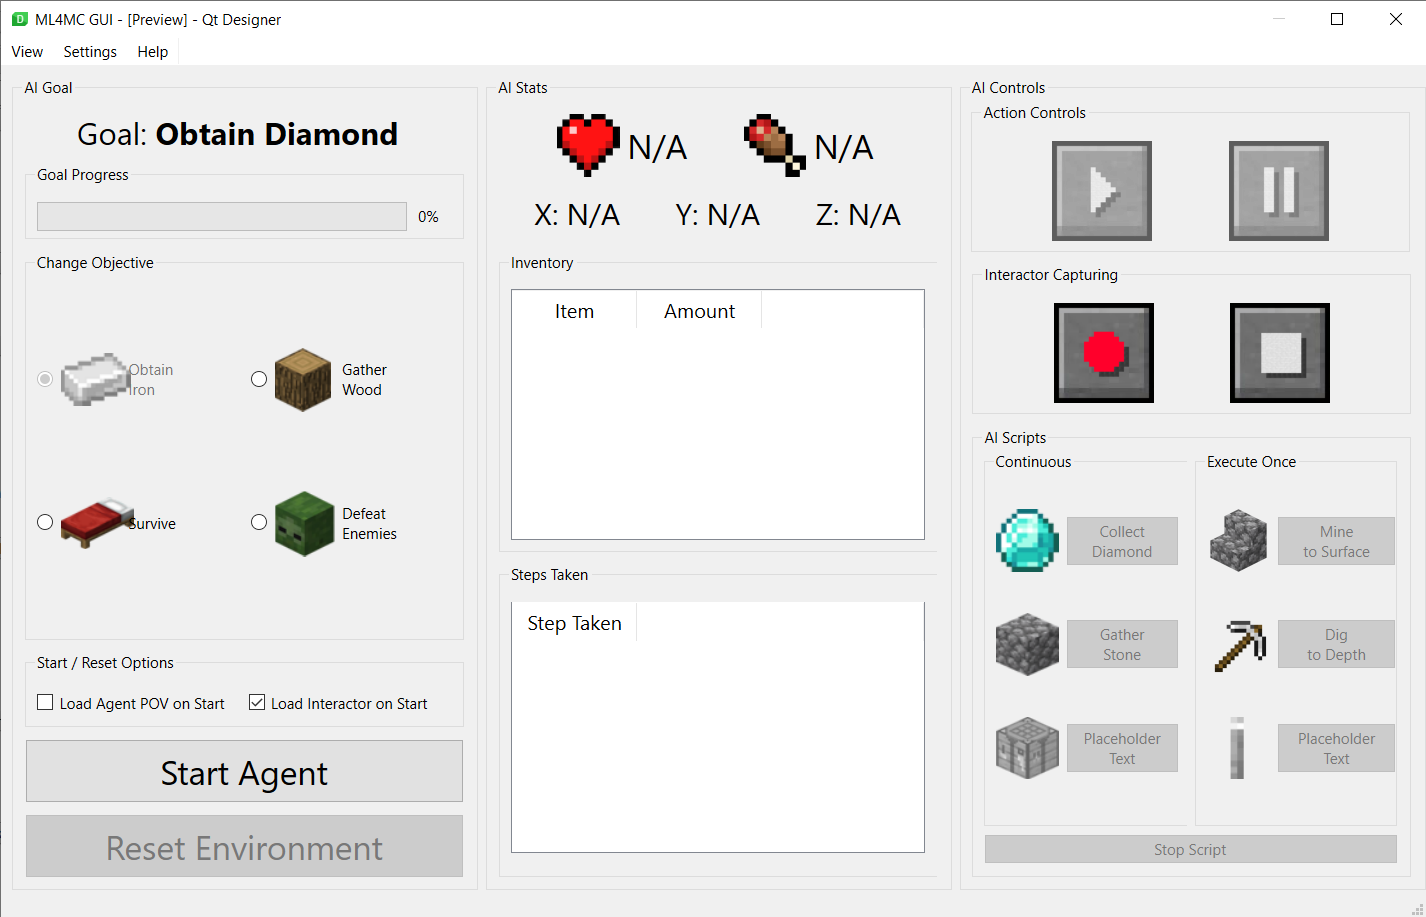 ML4MC GUI - [Preview] - Qt Designer
View Settings Help
AI Goal
Goal: Obtain Diamond
Goal Progress
0%
Change Objective
Obtain
Iron
Gather
Wood
Survive
Defeat
Enemies
Start / Reset Options
Load Agent POV on Start
Load Interactor on Start
Start Agent
Reset Environment
AI Stats
N/A
N/A
X: N/A
Y: N/A
Z: N/A
Inventory
Item
Amount
Steps Taken
Step Taken
AI Controls
Action Controls
Interactor Capturing
AI Scripts
Continuous
Collect
Diamond
Gather
Stone
Placeholder
Text
Execute Once
Mine
to Surface
Dig
to Depth
Placeholder
Text
Stop Script